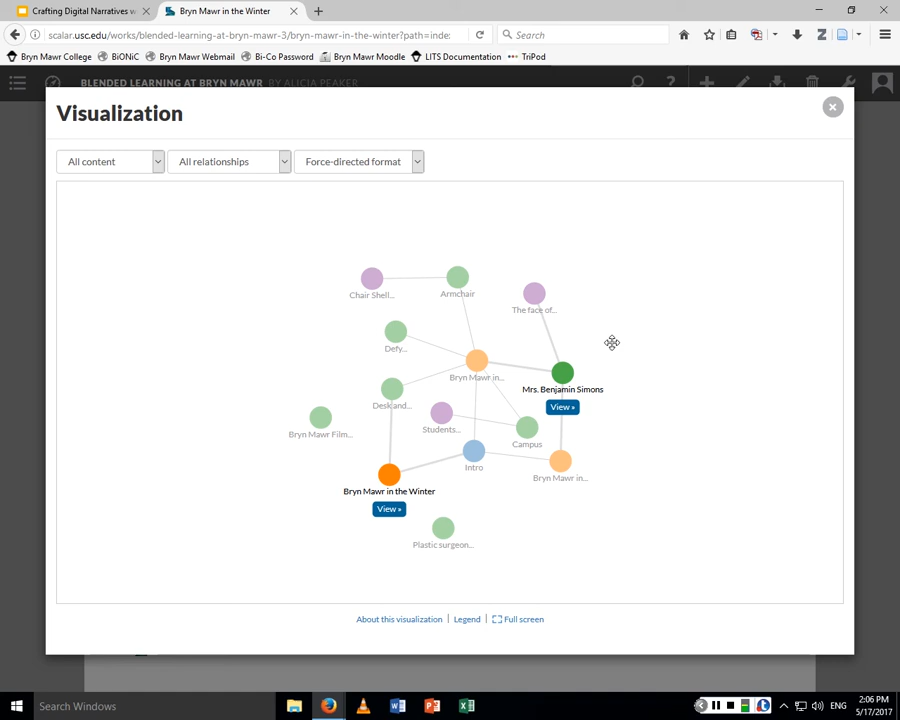 Crafting Digital Narratives w
Bryn Mawr in the Winter
scalar.usc.edu/works/blended-learning-at-bryn-mawr-3/bryn-mawr-in-the-winter?path=inde:
Search
Bryn Mawr College
BiONiC
Bryn Mawr Webmail
Bi-Co Password
Bryn Mawr Moodle
LITS Documentation
TriPod
BLENDED LEARNING AT BRYN MAWR BY ALICIA PEAKER
Visualization
All content
All relationships
Force-directed format
Chair Shell...
Armchair
The face of...
Defy...
Bryn Mawr in...
Mrs. Benjamin Simons
View »
Desk and...
Students...
Campus
Bryn Mawr Film...
Intro
Bryn Mawr in...
Bryn Mawr in the Winter
View »
Plastic surgeon...
About this visualization
Legend
Full screen
Search Windows
ENG
2:06 PM
5/17/2017